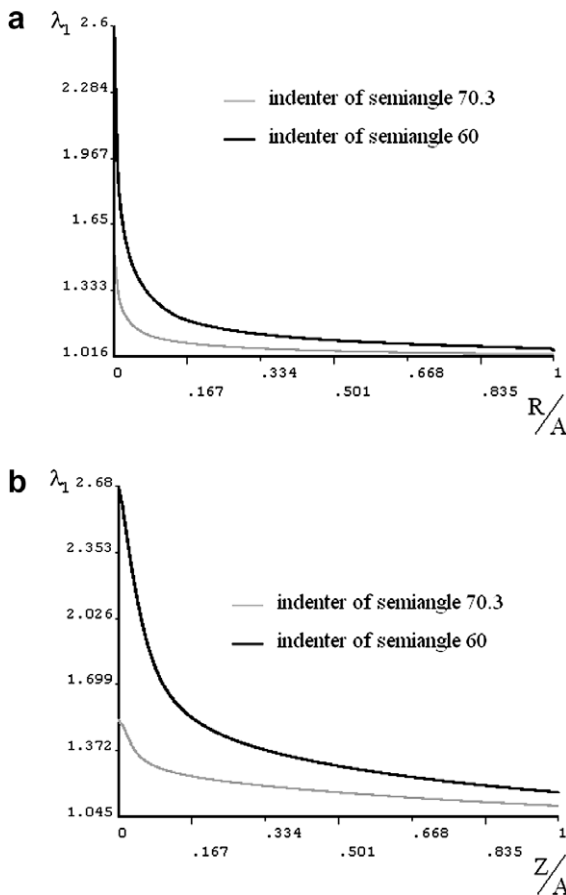 a
λ1 2.6
2.284
indenter of semiangle 70.3
indenter of semiangle 60
1.967
1.65
1.333
1.016
0 .334 .668 1
.167 .501 .835
R/A
b
λ1 2.68
2.353
indenter of semiangle 70.3
2.026
indenter of semiangle 60
1.699
1.372
1.045
0 .334 .668 1
.167 .501 .835
Z/A